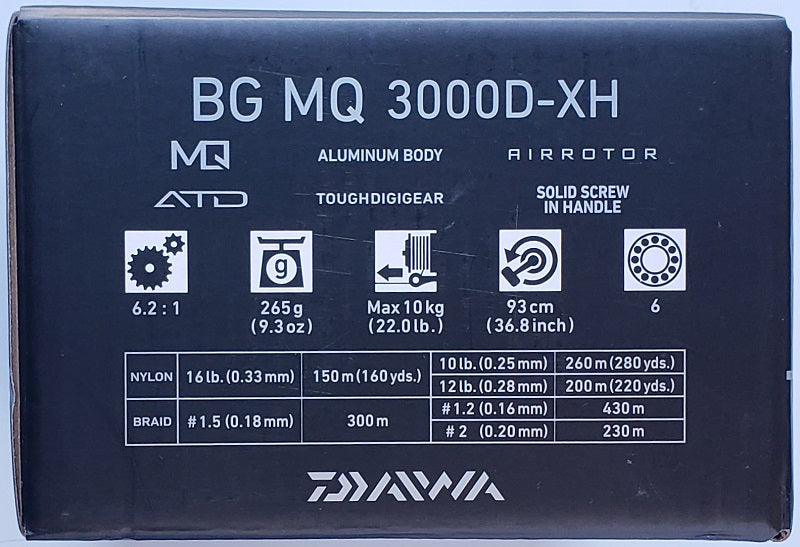 BG MQ 3000D-XH
MQ ALUMINUM BODY AIRROTOR
ATD TOUGHDIGIGEAR SOLID SCREW IN HANDLE
g
6.2 : 1 265g Max 10kg 93cm 6
(9.3oz) (22.0lb.) (36.8inch)
NYLON 16lb.(0.33mm) 150m(160yds.) 10lb.(0.25mm) 260m(280yds.)
12lb.(0.28mm) 200m(220yds.)
BRAID #1.5(0.18mm) 300m #1.2(0.16mm) 430m
#2 (0.20mm) 230m
DAIWA